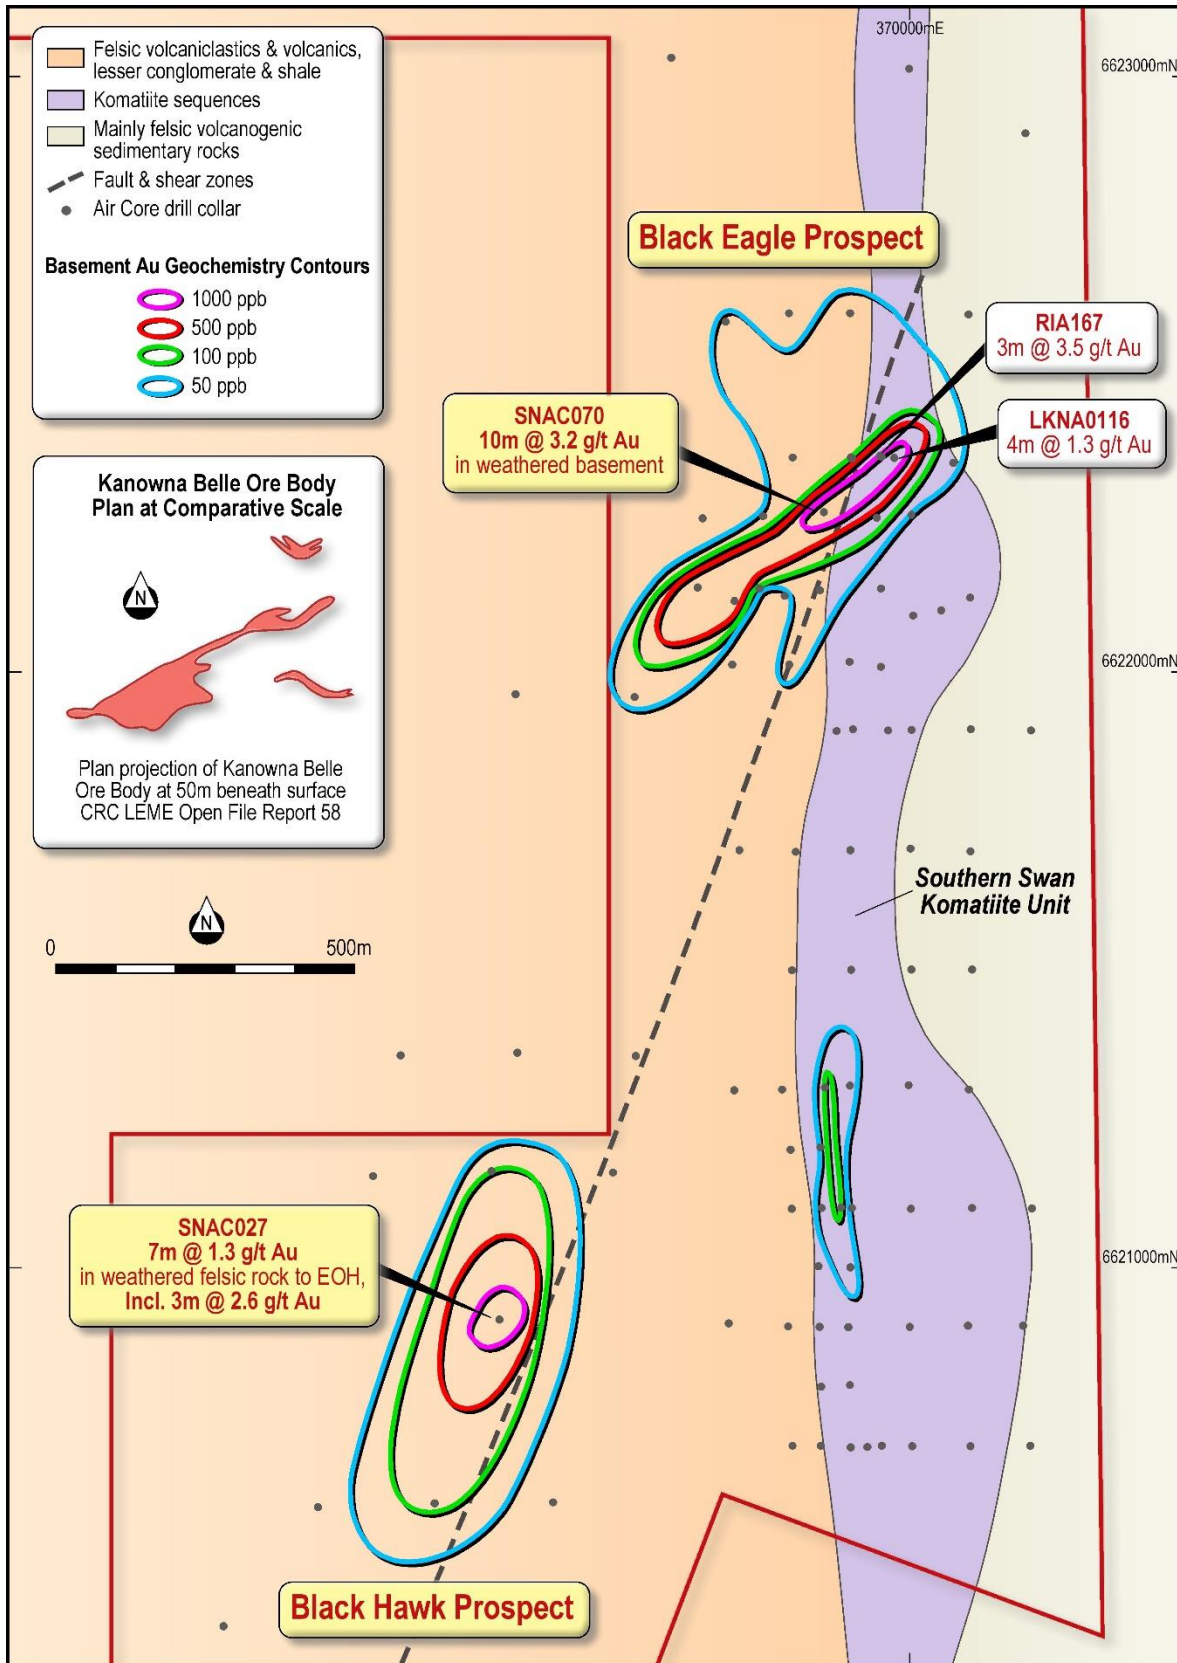 370000mE
6623000mN
Felsic volcaniclastics & volcanics,
lesser conglomerate & shale
Komatiite sequences
Mainly felsic volcanogenic
sedimentary rocks
Fault & shear zones
Air Core drill collar
Basement Au Geochemistry Contours
1000 ppb
500 ppb
100 ppb
50 ppb
Black Eagle Prospect
RIA167
3m @ 3.5 g/t Au
SNAC070
10m @ 3.2 g/t Au
in weathered basement
LKNA0116
4m @ 1.3 g/t Au
Kanowna Belle Ore Body
Plan at Comparative Scale
N
Plan projection of Kanowna Belle
Ore Body at 50m beneath surface
CRC LEME Open File Report 58
6622000mN
N
0 500m
Southern Swan
Komatiite Unit
SNAC027
7m @ 1.3 g/t Au
in weathered felsic rock to EOH,
Incl. 3m @ 2.6 g/t Au
6621000mN
Black Hawk Prospect